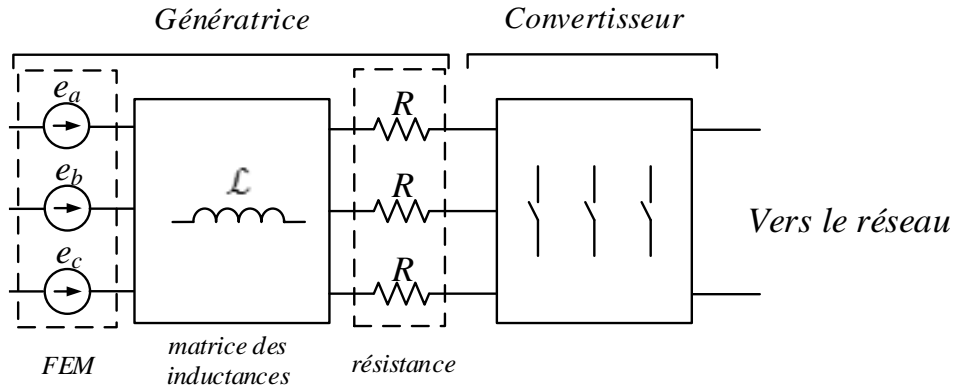 Génératrice
Convertisseur
e_a
e_b
e_c
ℒ
R
R
R
Vers le réseau
FEM
matrice des
inductances
résistance